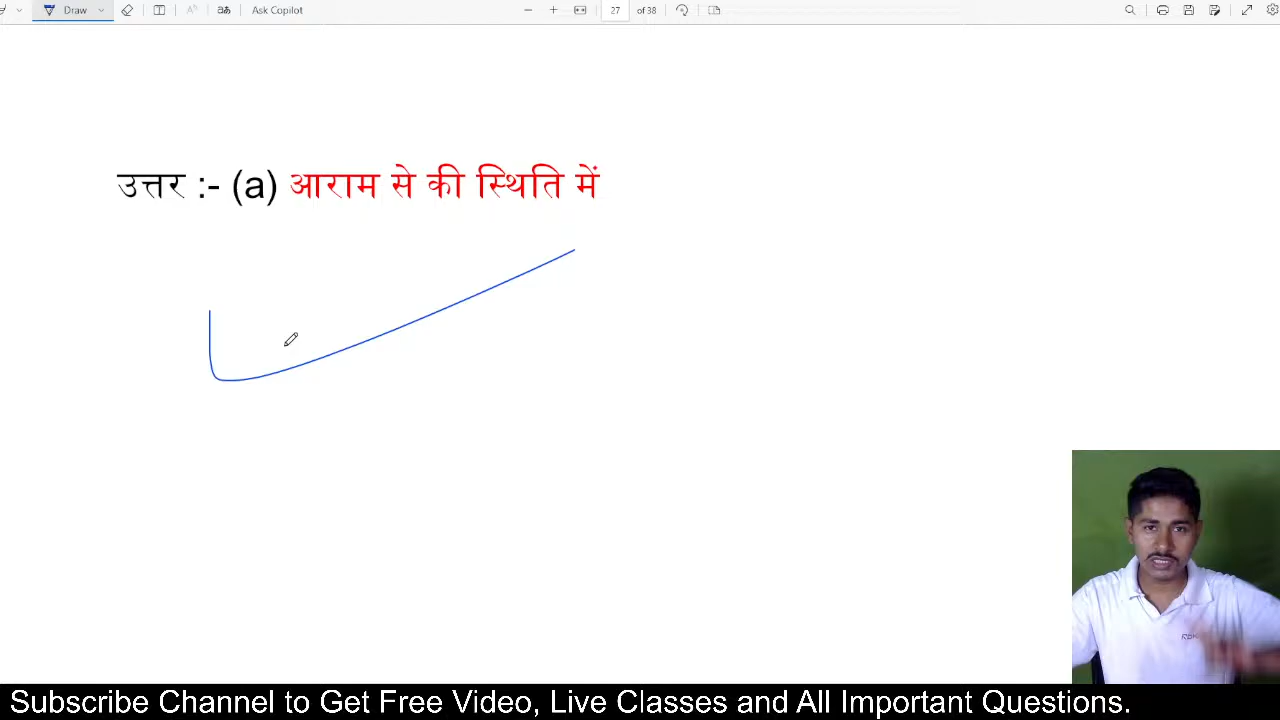 Draw Ask Copilot 27 of 38
उत्तर :- (a) आराम से की स्थिति में
Subscribe Channel to Get Free Video, Live Classes and All Important Questions.